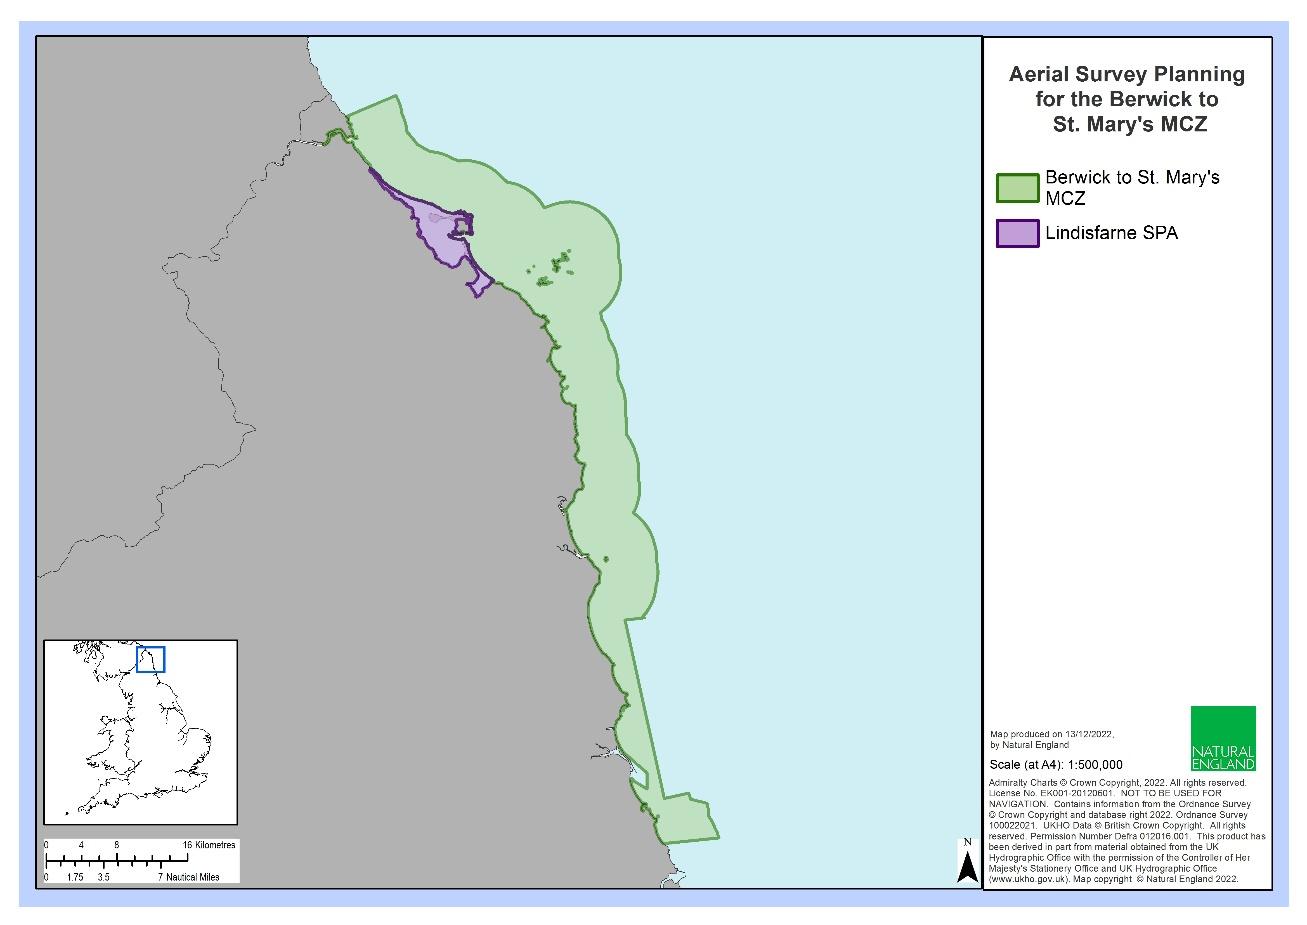 Aerial Survey Planning
for the Berwick to
St. Mary's MCZ
Berwick to St. Mary's
MCZ
Lindisfarne SPA
Map produced on 13/12/2022,
by Natural England
NATURAL
ENGLAND
Scale (at A4): 1:500,000
Admiralty Charts © Crown Copyright, 2022. All rights reserved.
License No. EK001-20120601. NOT TO BE USED FOR
NAVIGATION. Contains information from the Ordnance Survey
© Crown Copyright and database right 2022. Ordnance Survey
100022021. UKHO Data © British Crown Copyright. All rights
reserved. Permission Number Defra 012016.001. This product has
been derived in part from material obtained from the UK
Hydrographic Office with the permission of the Controller of Her
Majesty's Stationery Office and UK Hydrographic Office
(www.ukho.gov.uk). Map copyright © Natural England 2022.
0 4 8 16 Kilometres
0 1.75 3.5 7 Nautical Miles
N